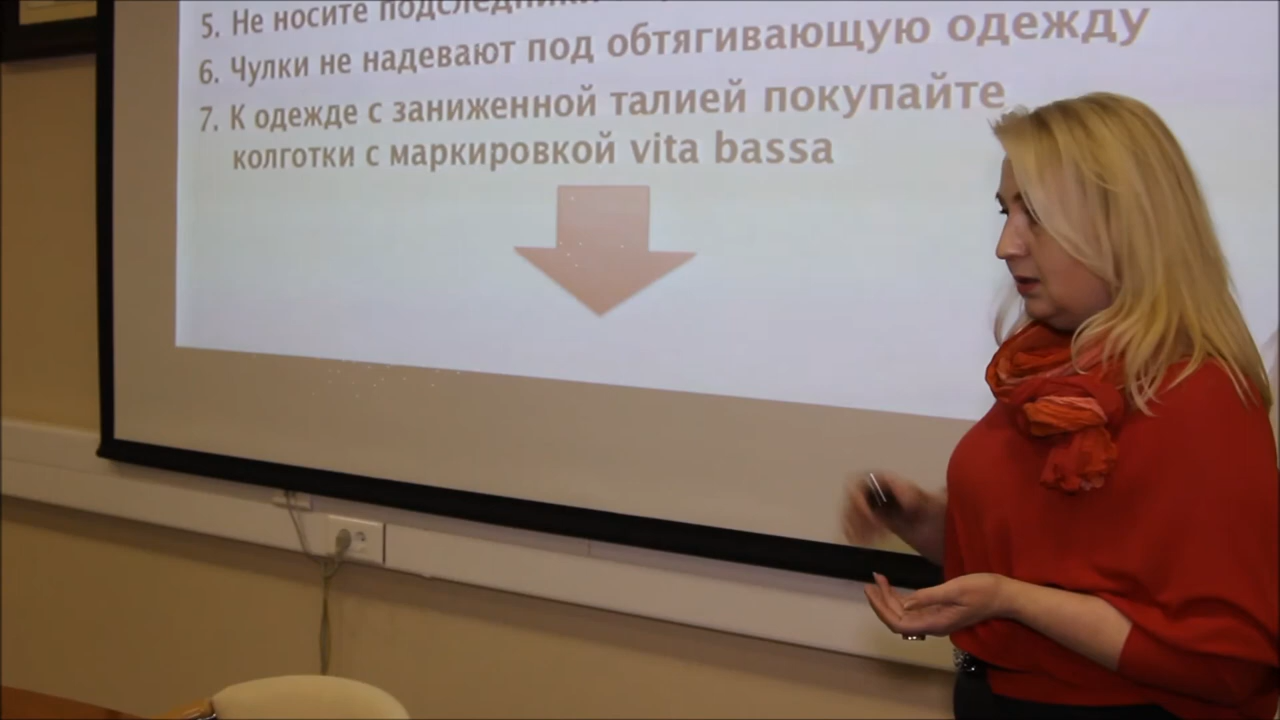 5. Не носите подследники
6. Чулки не надевают под обтягивающую одежду
7. К одежде с заниженной талией покупайте
колготки с маркировкой vita bassa